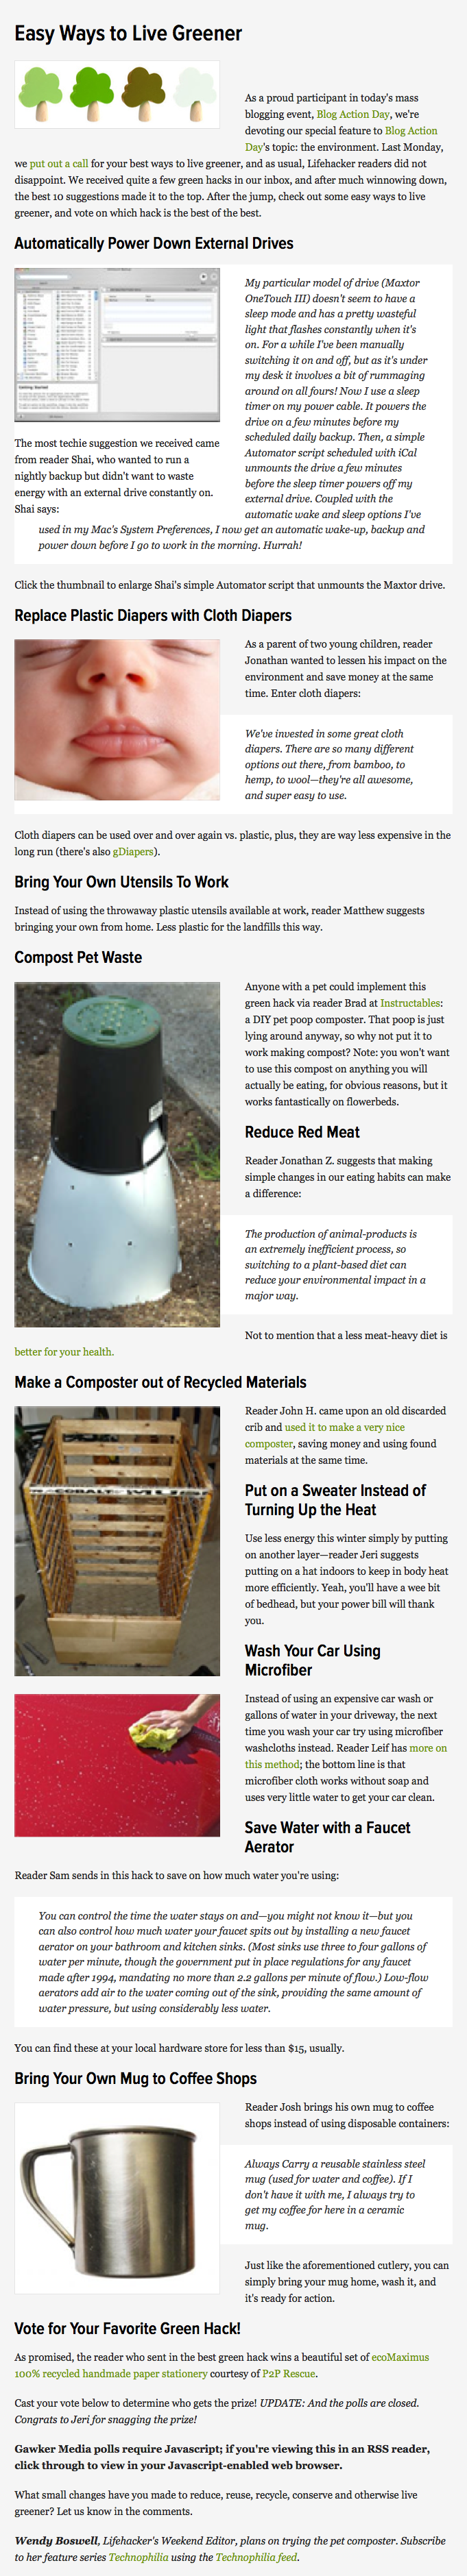 Easy Ways to Live Greener
As a proud participant in today's mass
blogging event, Blog Action Day, we're
devoting our special feature to Blog Action
Day's topic: the environment. Last Monday,
we put out a call for your best ways to live greener, and as usual, Lifehacker readers did not
disappoint. We received quite a few green hacks in our inbox, and after much winnowing down,
the best 10 suggestions made it to the top. After the jump, check out some easy ways to live
greener, and vote on which hack is the best of the best.
Automatically Power Down External Drives
My particular model of drive (Maxtor
OneTouch III) doesn't seem to have a
sleep mode and has a pretty wasteful
light that flashes constantly when it's
on. For a while I've been manually
switching it on and off, but as it's under
my desk it involves a bit of rummaging
around on all fours! Now I use a sleep
timer on my power cable. It powers the
drive on a few minutes before my
scheduled daily backup. Then, a simple
Automator script scheduled with iCal
unmounts the drive a few minutes
before the sleep timer powers off my
external drive. Coupled with the
automatic wake and sleep options I've
used in my Mac's System Preferences, I now get an automatic wake-up, backup and
power down before I go to work in the morning. Hurrah!
The most techie suggestion we received came
from reader Shai, who wanted to run a
nightly backup but didn't want to waste
energy with an external drive constantly on.
Shai says:
Click the thumbnail to enlarge Shai's simple Automator script that unmounts the Maxtor drive.
Replace Plastic Diapers with Cloth Diapers
As a parent of two young children, reader
Jonathan wanted to lessen his impact on the
environment and save money at the same
time. Enter cloth diapers:
We've invested in some great cloth
diapers. There are so many different
options out there, from bamboo, to
hemp, to wool—they're all awesome,
and super easy to use.
Cloth diapers can be used over and over again vs. plastic, plus, they are way less expensive in the
long run (there's also gDiapers).
Bring Your Own Utensils To Work
Instead of using the throwaway plastic utensils available at work, reader Matthew suggests
bringing your own from home. Less plastic for the landfills this way.
Compost Pet Waste
Anyone with a pet could implement this
green hack via reader Brad at Instructables:
a DIY pet poop composter. That poop is just
lying around anyway, so why not put it to
work making compost? Note: you won't want
to use this compost on anything you will
actually be eating, for obvious reasons, but it
works fantastically on flowerbeds.
Reduce Red Meat
Reader Jonathan Z. suggests that making
simple changes in our eating habits can make
a difference:
The production of animal-products is
an extremely inefficient process, so
switching to a plant-based diet can
reduce your environmental impact in a
major way.
Not to mention that a less meat-heavy diet is
better for your health.
Make a Composter out of Recycled Materials
Reader John H. came upon an old discarded
crib and used it to make a very nice
composter, saving money and using found
materials at the same time.
Put on a Sweater Instead of
Turning Up the Heat
Use less energy this winter simply by putting
on another layer—reader Jeri suggests
putting on a hat indoors to keep in body heat
more efficiently. Yeah, you'll have a wee bit
of bedhead, but your power bill will thank
you.
Wash Your Car Using
Microfiber
Instead of using an expensive car wash or
gallons of water in your driveway, the next
time you wash your car try using microfiber
washcloths instead. Reader Leif has more on
this method; the bottom line is that
microfiber cloth works without soap and
uses very little water to get your car clean.
Save Water with a Faucet
Aerator
Reader Sam sends in this hack to save on how much water you're using:
You can control the time the water stays on and—you might not know it—but you
can also control how much water your faucet spits out by installing a new faucet
aerator on your bathroom and kitchen sinks. (Most sinks use three to four gallons of
water per minute, though the government put in place regulations for any faucet
made after 1994, mandating no more than 2.2 gallons per minute of flow.) Low-flow
aerators add air to the water coming out of the sink, providing the same amount of
water pressure, but using considerably less water.
You can find these at your local hardware store for less than $15, usually.
Bring Your Own Mug to Coffee Shops
Reader Josh brings his own mug to coffee
shops instead of using disposable containers:
Always Carry a reusable stainless steel
mug (used for water and coffee). If I
don't have it with me, I always try to
get my coffee for here in a ceramic
mug.
Just like the aforementioned cutlery, you can
simply bring your mug home, wash it, and
it's ready for action.
Vote for Your Favorite Green Hack!
As promised, the reader who sent in the best green hack wins a beautiful set of ecoMaximus
100% recycled handmade paper stationery courtesy of P2P Rescue.
Cast your vote below to determine who gets the prize! UPDATE: And the polls are closed.
Congrats to Jeri for snagging the prize!
Gawker Media polls require Javascript; if you're viewing this in an RSS reader,
click through to view in your Javascript-enabled web browser.
What small changes have you made to reduce, reuse, recycle, conserve and otherwise live
greener? Let us know in the comments.
Wendy Boswell, Lifehacker's Weekend Editor, plans on trying the pet composter. Subscribe
to her feature series Technophilia using the Technophilia feed.